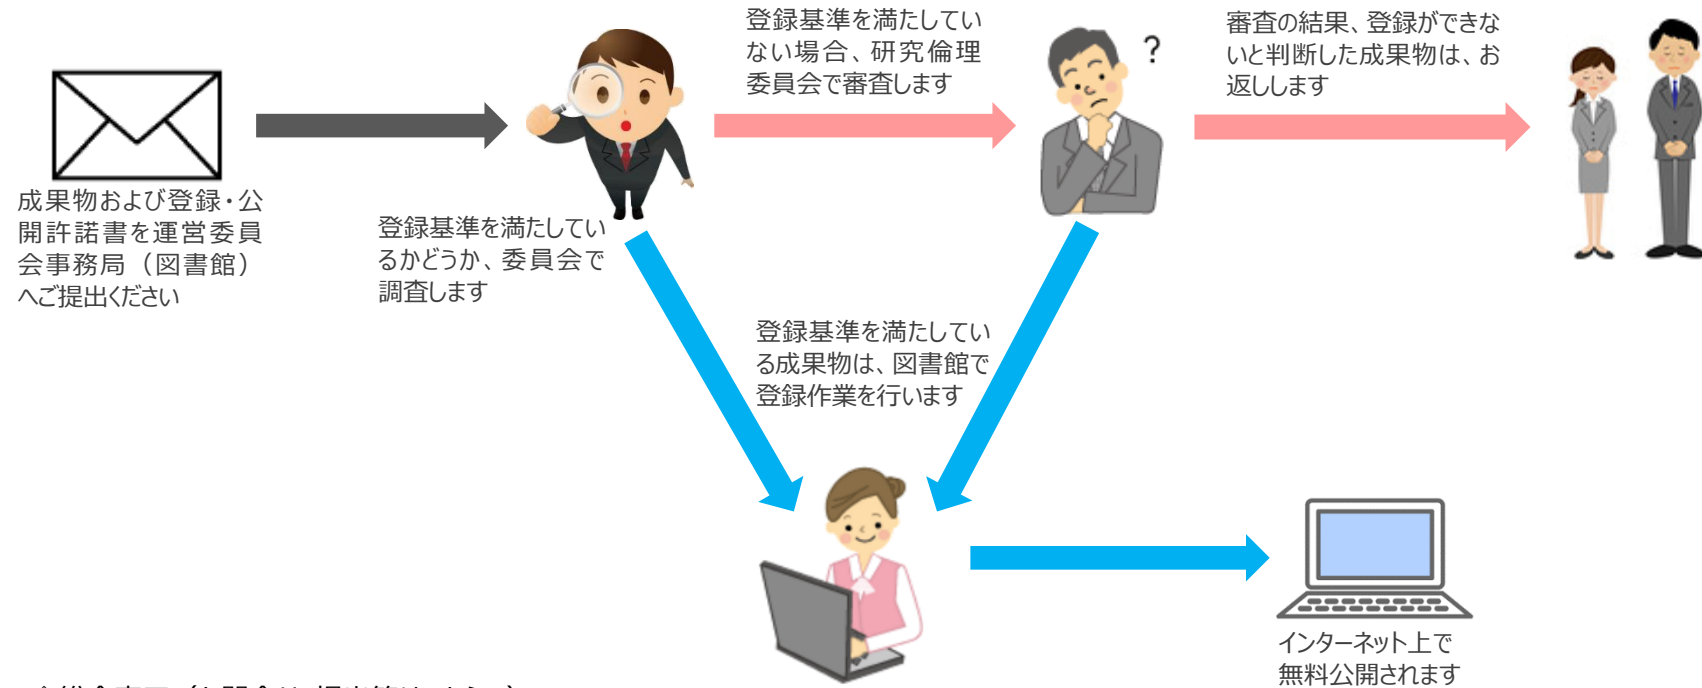 成果物および登録・公
開許諾書を運営委員
会事務局（図書館）
へご提出ください
登録基準を満たしてい
るかどうか、委員会で
調査します
登録基準を満たしてい
ない場合、研究倫理
委員会で審査します
?
審査の結果、登録ができな
いと判断した成果物は、お
返しします
登録基準を満たしてい
る成果物は、図書館で
登録作業を行います
インターネット上で
無料公開されます